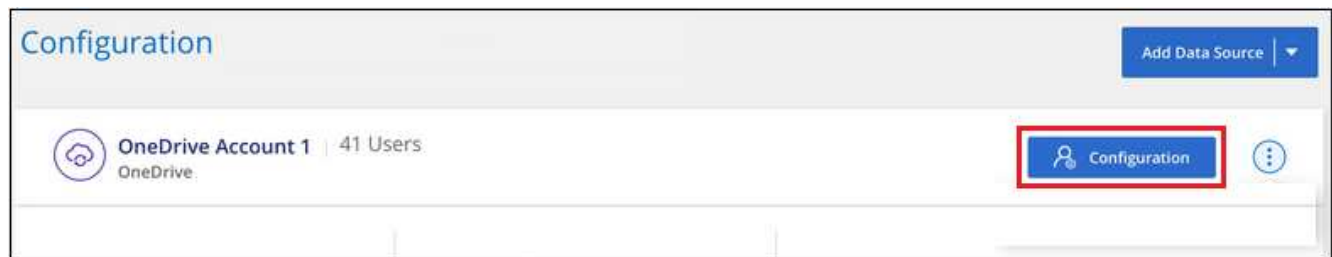 Configuration
Add Data Source
OneDrive Account 1 41 Users
OneDrive
Configuration